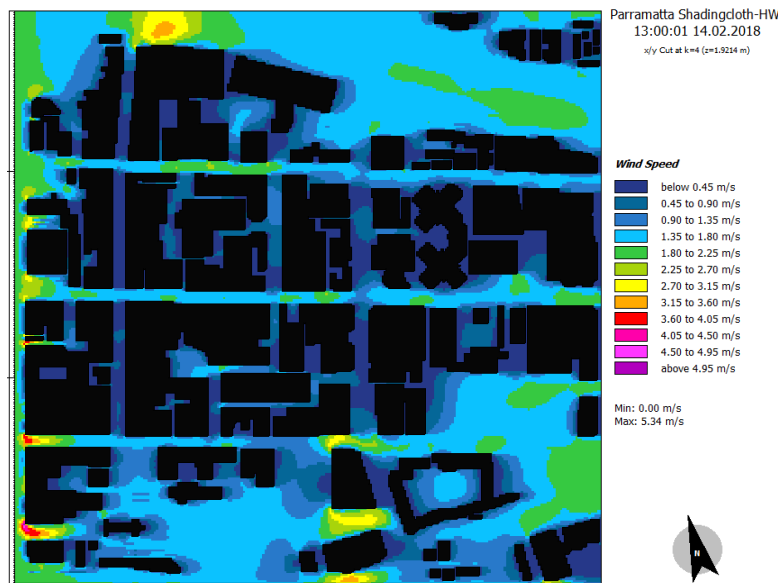 Parramatta Shadingcloth-HW
13:00:01 14.02.2018
x/y Cut at k=4 (z=1.9214 m)
Wind Speed
below 0.45 m/s
0.45 to 0.90 m/s
0.90 to 1.35 m/s
1.35 to 1.80 m/s
1.80 to 2.25 m/s
2.25 to 2.70 m/s
2.70 to 3.15 m/s
3.15 to 3.60 m/s
3.60 to 4.05 m/s
4.05 to 4.50 m/s
4.50 to 4.95 m/s
above 4.95 m/s
Min: 0.00 m/s
Max: 5.34 m/s
N